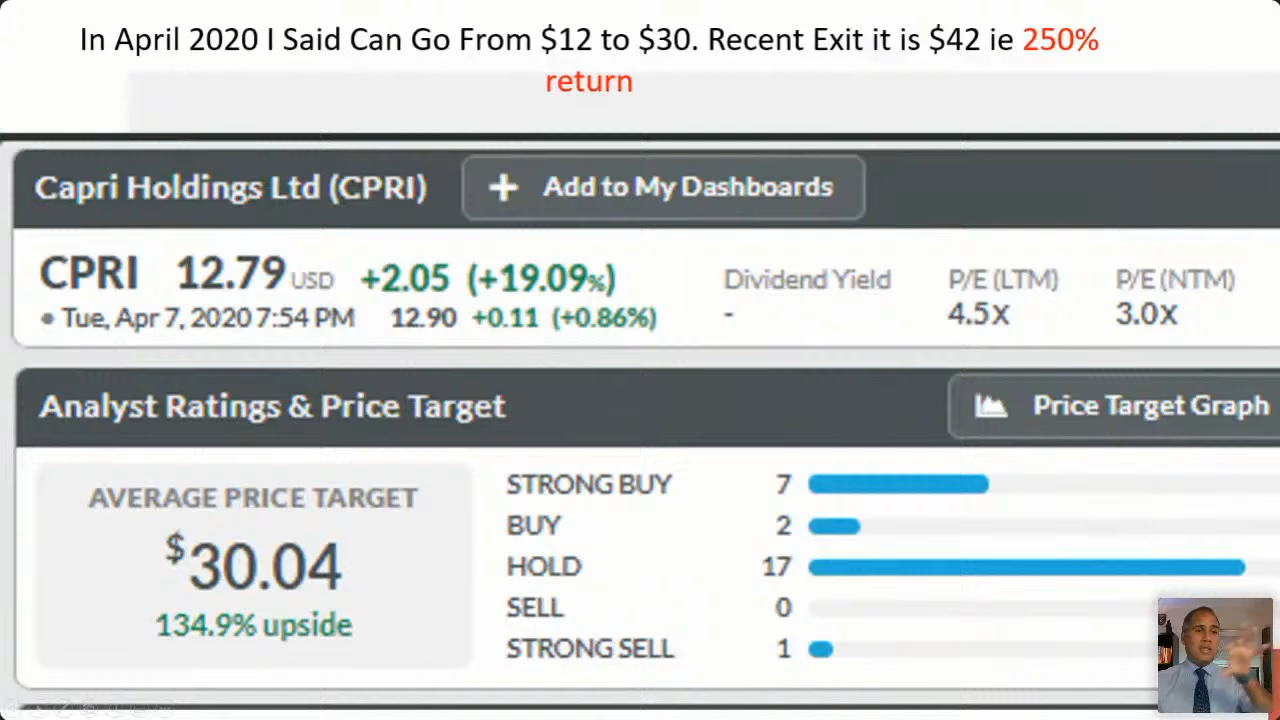 In April 2020 I Said Can Go From $12 to $30. Recent Exit it is $42 ie 250%
return
Capri Holdings Ltd (CPRI)
+ Add to My Dashboards
CPRI 12.79 USD +2.05 (+19.09%)
Dividend Yield P/E (LTM) P/E (NTM)
• Tue, Apr 7, 2020 7:54 PM 12.90 +0.11 (+0.86%)
- 4.5x 3.0x
Analyst Ratings & Price Target
Price Target Graph
AVERAGE PRICE TARGET
$30.04
134.9% upside
STRONG BUY 7
BUY 2
HOLD 17
SELL 0
STRONG SELL 1